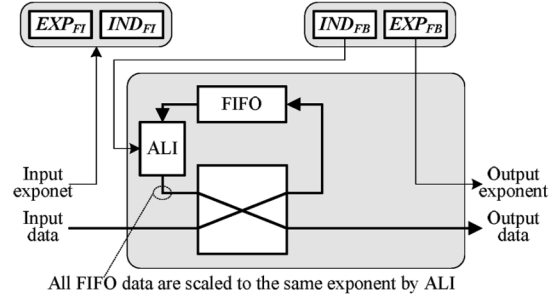 EXP_FI IND_FI IND_FB EXP_FB
FIFO
ALI
Input
exponet
Output
exponent
Input
data
Output
data
All FIFO data are scaled to the same exponent by ALI